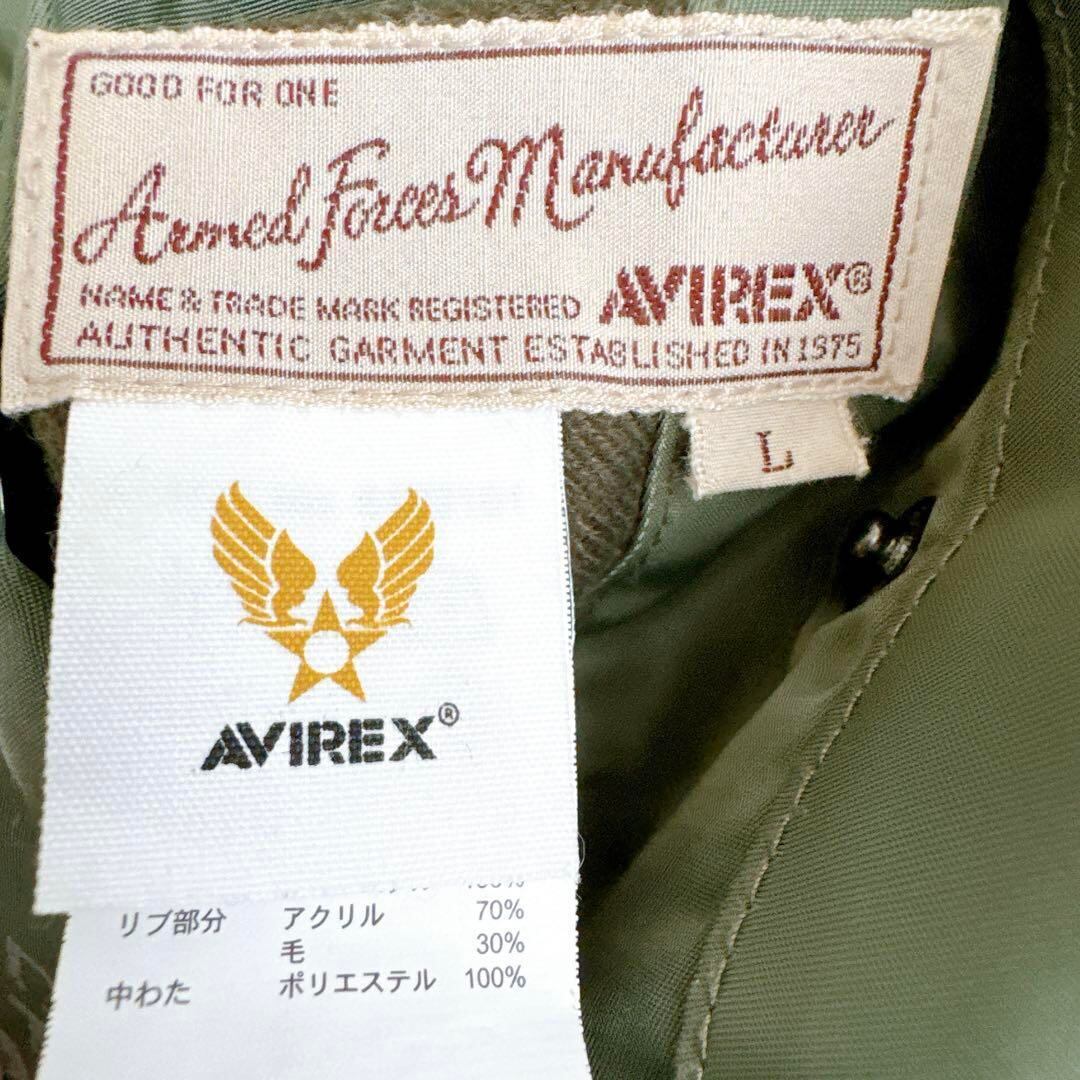 GOOD FOR ONE
Armed Forces Manufacturer
NAME & TRADE MARK REGISTERED AVIREX®
AUTHENTIC GARMENT ESTABLISHED IN 1975
L
AVIREX®
リブ部分 アクリル 70%
毛 30%
中わた ポリエステル 100%